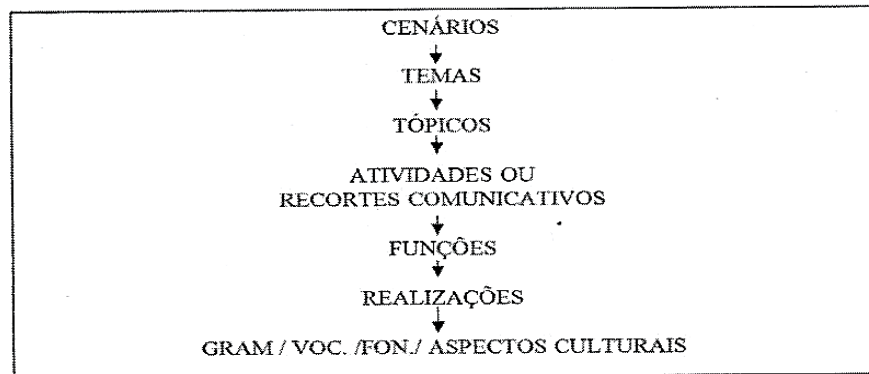 CENÁRIOS
TEMAS
TÓPICOS
ATIVIDADES OU
RECORTES COMUNICATIVOS
FUNÇÕES
REALIZAÇÕES
GRAM / VOC. /FON./ ASPECTOS CULTURAIS